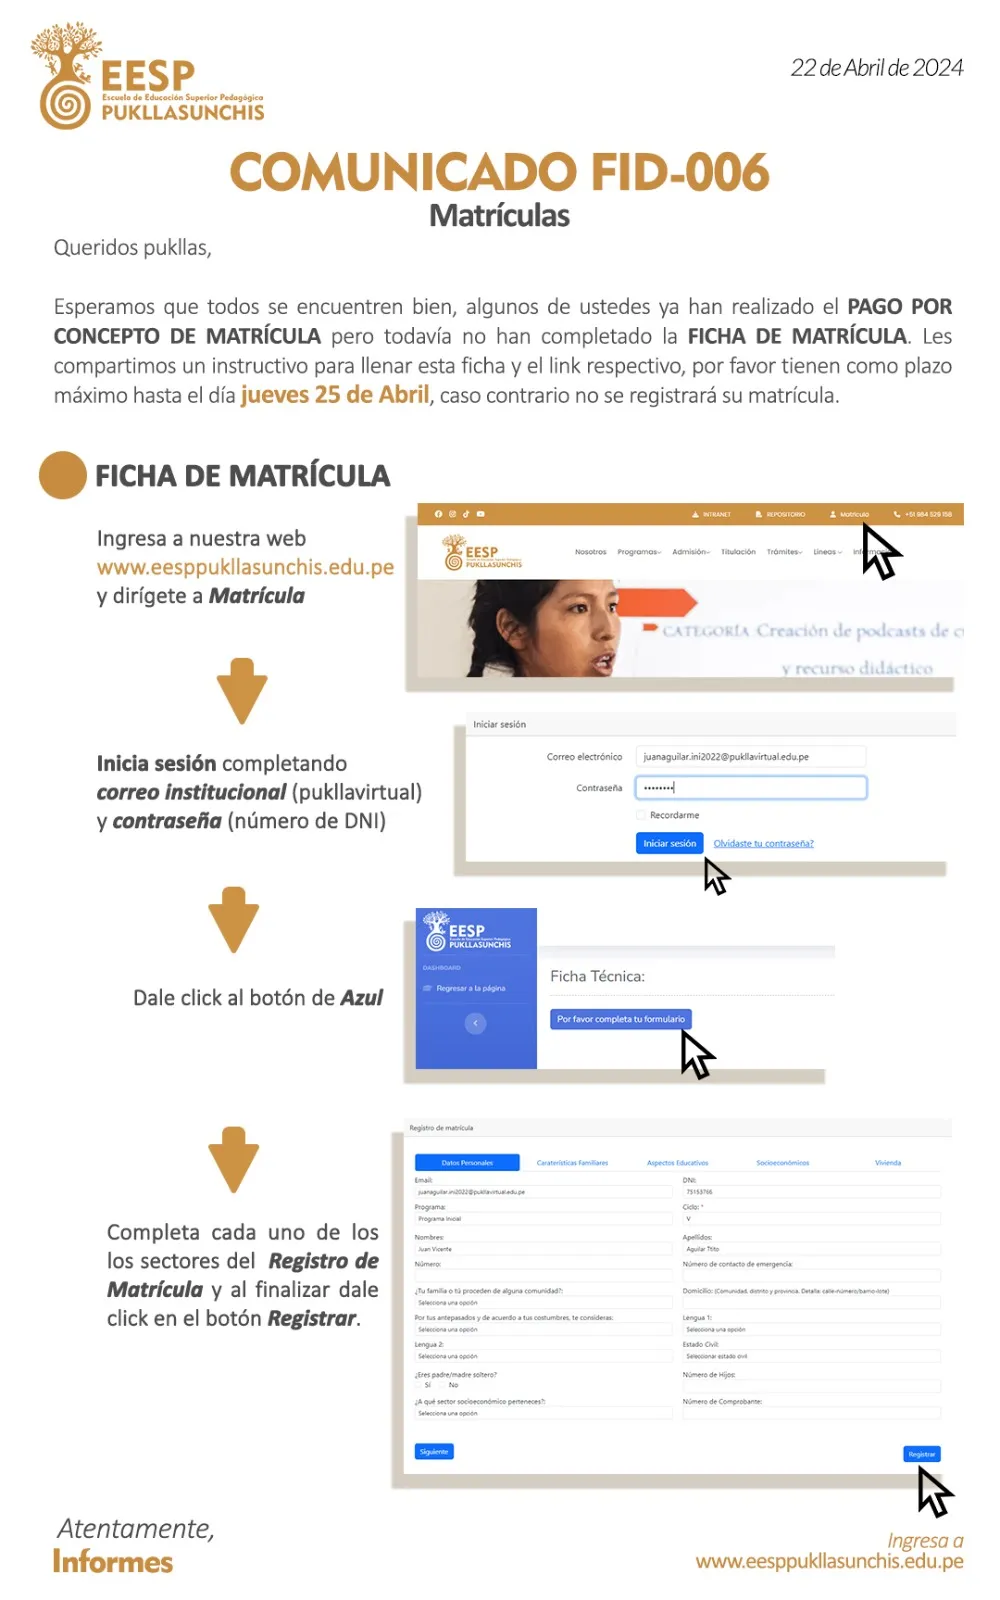 EESP
Escuela de Educación Superior Pedagógica
PUKLLASUNCHIS
22 de Abril de 2024
COMUNICADO FID-006
Matrículas
Queridos pukllas,
Esperamos que todos se encuentren bien, algunos de ustedes ya han realizado el PAGO POR
CONCEPTO DE MATRÍCULA pero todavía no han completado la FICHA DE MATRÍCULA. Les
compartimos un instructivo para llenar esta ficha y el link respectivo, por favor tienen como plazo
máximo hasta el día jueves 25 de Abril, caso contrario no se registrará su matrícula.
FICHA DE MATRÍCULA
Ingresa a nuestra web
www.eesppukllasunchis.edu.pe
y dirígete a Matrícula
INTRANET REPOSITORIO Matrícula +51 984 529 158
EESP
PUKLLASUNCHIS
Nosotros Programas Admisión Titulación Trámites Líneas
CATEGORÍA Creación de podcasts de
y recurso didáctico
Inicia sesión completando
correo institucional (pukllavirtual)
y contraseña (número de DNI)
Iniciar sesión
Correo electrónico juanaguilar.ini2022@pukllavirtual.edu.pe
Contraseña ••••••••
Recordarme
Iniciar sesión Olvidaste tu contraseña?
Dale click al botón de Azul
EESP
Escuela de Educación Superior Pedagógica
PUKLLASUNCHIS
DASHBOARD
Regresar a la página
Ficha Técnica:
Por favor completa tu formulario
Completa cada uno de los
los sectores del Registro de
Matrícula y al finalizar dale
click en el botón Registrar.
Registro de matrícula
Datos Personales Caraterísticas Familiares Aspectos Educativos Socioeconómicos Vivienda
Email: DNI:
juanaguilar.ini2022@pukllavirtual.edu.pe 75153766
Programa: Ciclo: *
Programa Inicial V
Nombres: Apellidos:
Juan Vicente Aguilar Ttito
Número: Número de contacto de emergencia:
¿Tu familia o tú proceden de alguna comunidad?: Domicilio: (Comunidad, distrito y provincia. Detalle: calle-número/barrio-lote)
Selecciona una opción
Por tus antepasados y de acuerdo a tus costumbres, te consideras: Lengua 1:
Selecciona una opción Selecciona una opción
Lengua 2: Estado Civil:
Selecciona una opción Seleccionar estado civil
¿Eres padre/madre soltero? Número de Hijos:
Sí No
¿A qué sector socioeconómico perteneces?: Número de Comprobante:
Selecciona una opción
Siguiente Registrar
Atentamente,
Informes
Ingresa a
www.eesppukllasunchis.edu.pe